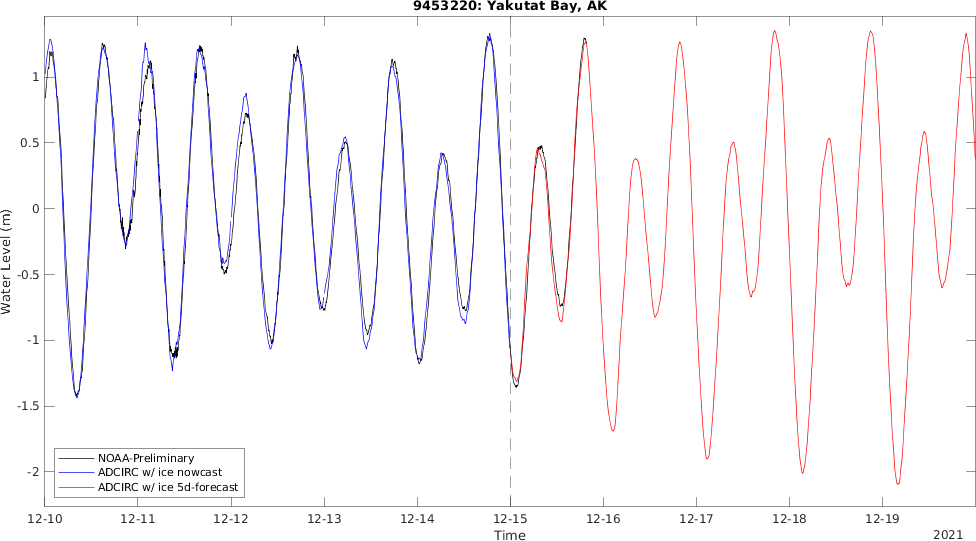 9453220: Yakutat Bay, AK
Water Level (m)
1
0.5
0
-0.5
-1
-1.5
-2
NOAA-Preliminary
ADCIRC w/ ice nowcast
ADCIRC w/ ice 5d-forecast
12-10 12-11 12-12 12-13 12-14 12-15 12-16 12-17 12-18 12-19
Time
2021